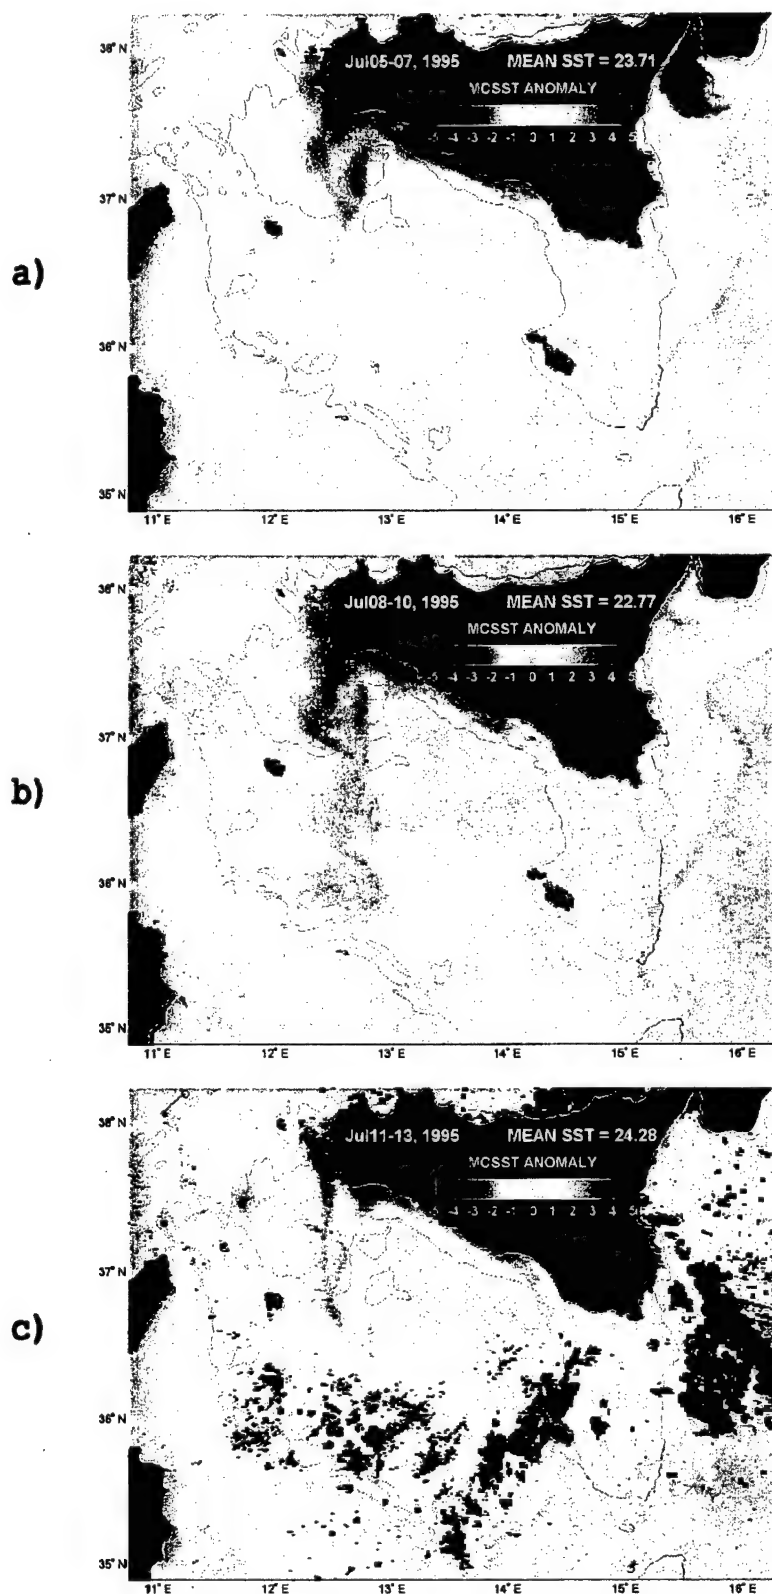 a)
38° N
37° N
36° N
35° N
Jul05-07, 1995 MEAN SST = 23.71
MCSST ANOMALY
-5 -4 -3 -2 -1 0 1 2 3 4 5
11° E 12° E 13° E 14° E 15° E 16° E
b)
38° N
37° N
36° N
35° N
Jul08-10, 1995 MEAN SST = 22.77
MCSST ANOMALY
-5 -4 -3 -2 -1 0 1 2 3 4 5
11° E 12° E 13° E 14° E 15° E 16° E
c)
38° N
37° N
36° N
35° N
Jul11-13, 1995 MEAN SST = 24.28
MCSST ANOMALY
-5 -4 -3 -2 -1 0 1 2 3 4 5
11° E 12° E 13° E 14° E 15° E 16° E